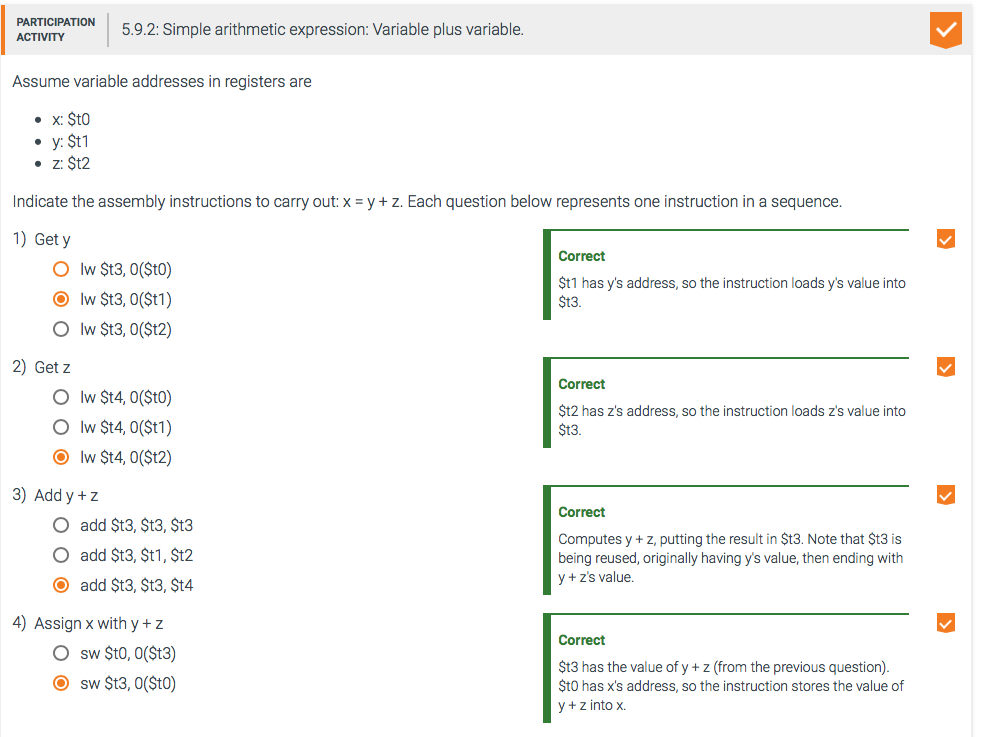 PARTICIPATION
ACTIVITY
5.9.2: Simple arithmetic expression: Variable plus variable.
Assume variable addresses in registers are
• x: $t0
• y: $t1
• z: $t2
Indicate the assembly instructions to carry out: x = y + z. Each question below represents one instruction in a sequence.
1) Get y
lw $t3, 0($t0)
lw $t3, 0($t1)
lw $t3, 0($t2)
Correct
$t1 has y's address, so the instruction loads y's value into
$t3.
2) Get z
lw $t4, 0($t0)
lw $t4, 0($t1)
lw $t4, 0($t2)
Correct
$t2 has z's address, so the instruction loads z's value into
$t3.
3) Add y + z
add $t3, $t3, $t3
add $t3, $t1, $t2
add $t3, $t3, $t4
Correct
Computes y + z, putting the result in $t3. Note that $t3 is
being reused, originally having y's value, then ending with
y + z's value.
4) Assign x with y + z
sw $t0, 0($t3)
sw $t3, 0($t0)
Correct
$t3 has the value of y + z (from the previous question).
$t0 has x's address, so the instruction stores the value of
y + z into x.